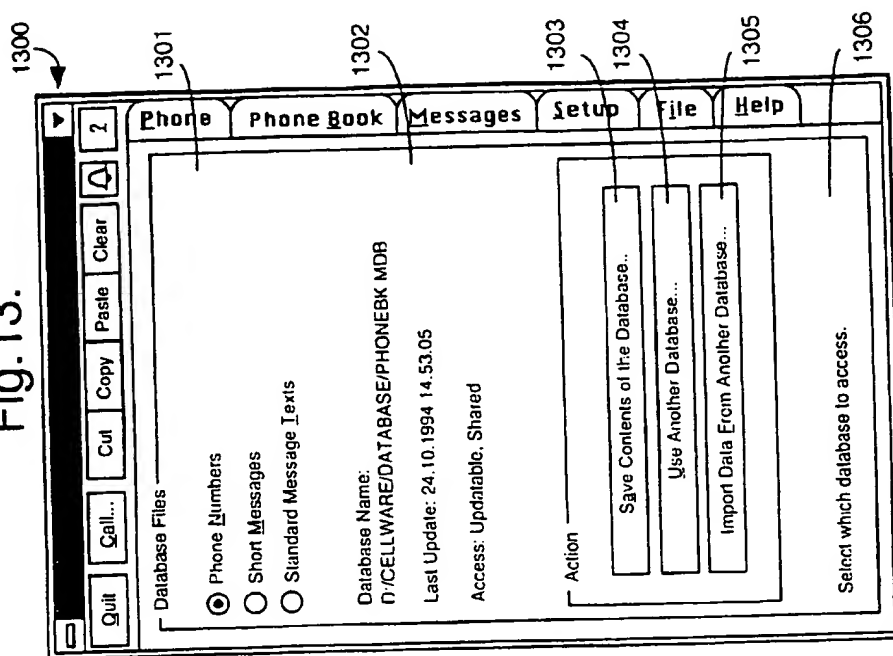 Fig.13.
1300
Quit Call... Cut Copy Paste Clear ?
Phone
Phone Book
Messages
Setup
File
Help
Database Files
Phone Numbers
Short Messages
Standard Message Texts
1301
Database Name:
D:/CELLWARE/DATABASE/PHONEBK MDB
Last Update: 24.10.1994 14.53.05
Access: Updatable, Shared
1302
Action
Save Contents of the Database..
1303
Use Another Database...
1304
Import Data From Another Database...
1305
Select which database to access.
1306